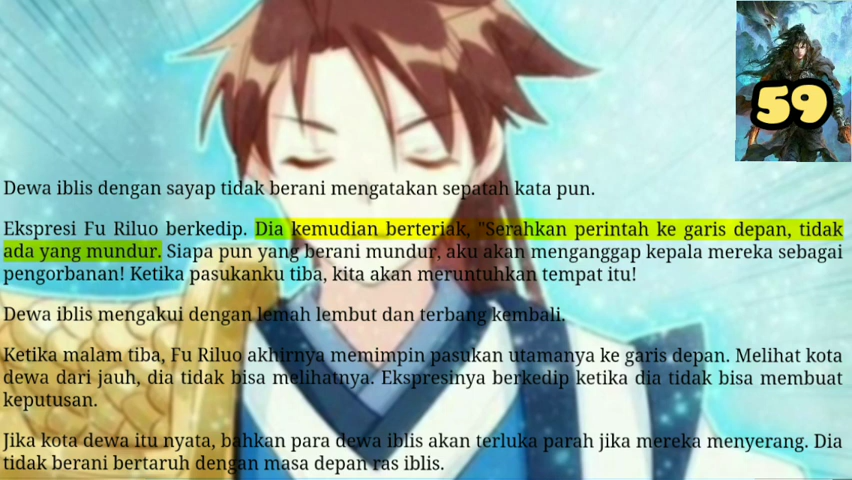 59
Dewa iblis dengan sayap tidak berani mengatakan sepatah kata pun.
Ekspresi Fu Riluo berkedip. Dia kemudian berteriak, "Serahkan perintah ke garis depan, tidak
ada yang mundur. Siapa pun yang berani mundur, aku akan menganggap kepala mereka sebagai
pengorbanan! Ketika pasukanku tiba, kita akan meruntuhkan tempat itu!
Dewa iblis mengakui dengan lemah lembut dan terbang kembali.
Ketika malam tiba, Fu Riluo akhirnya memimpin pasukan utamanya ke garis depan. Melihat kota
dewa dari jauh, dia tidak bisa melihatnya. Ekspresinya berkedip ketika dia tidak bisa membuat
keputusan.
Jika kota dewa itu nyata, bahkan para dewa iblis akan terluka parah jika mereka menyerang. Dia
tidak berani bertaruh dengan masa depan ras iblis.